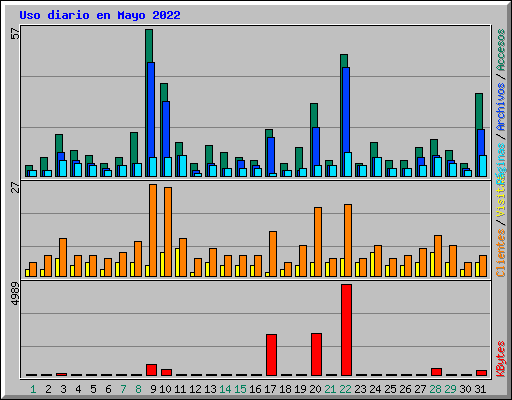 Uso diario en Mayo 2022
57
27
4989
Accesos / Archivos / Páginas
Clientes / Visitas
KBytes
1 2 3 4 5 6 7 8 9 10 11 12 13 14 15 16 17 18 19 20 21 22 23 24 25 26 27 28 29 30 31